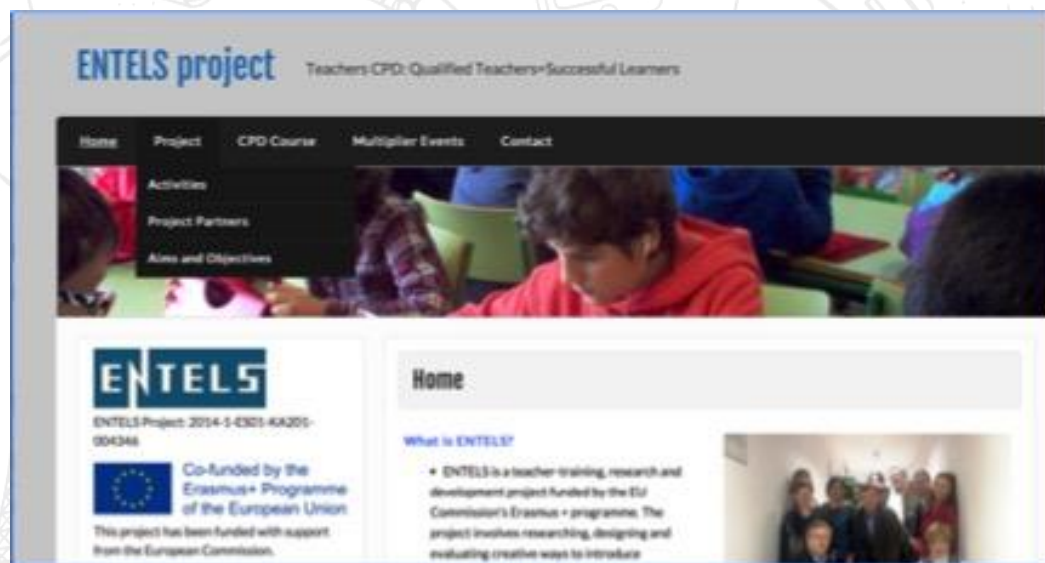 ENTELS project
Teachers CPD: Qualified Teachers=Successful Learners
Home Project CPD Course Multiplier Events Contact
Activities
Project Partners
Aims and Objectives
ENTELS
ENTELS Project: 2014-1-ES01-KA201-
004346
Co-funded by the
Erasmus+ Programme
of the European Union
This project has been funded with support
from the European Commission.
Home
What is ENTELS?
• ENTELS is a teacher-training, research and
development project funded by the EU
Commission's Erasmus + programme. The
project involves researching, designing and
evaluating creative ways to introduce